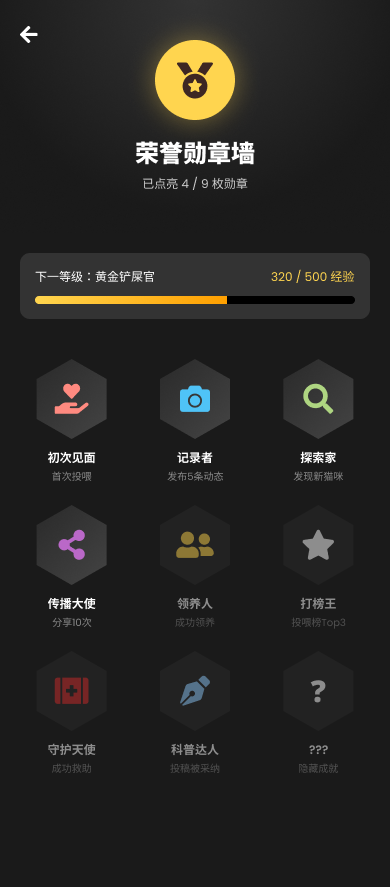 荣誉勋章墙
已点亮 4 / 9 枚勋章
下一等级：黄金铲屎官
320 / 500 经验
初次见面
首次投喂
记录者
发布5条动态
探索家
发现新猫咪
传播大使
分享10次
领养人
成功领养
打榜王
投喂榜Top3
守护天使
成功救助
科普达人
投稿被采纳
???
隐藏成就